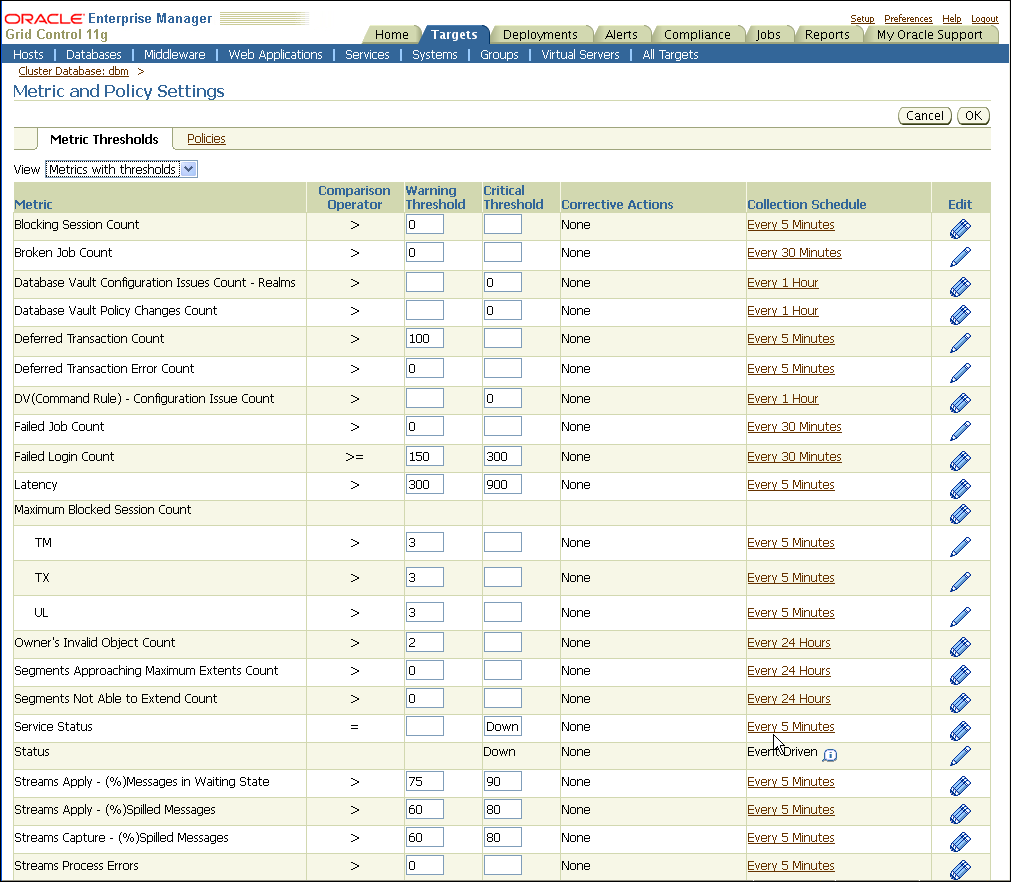 ORACLE Enterprise Manager
Grid Control 11g
Setup Preferences Help Logout
Home Targets Deployments Alerts Compliance Jobs Reports My Oracle Support
Hosts | Databases | Middleware | Web Applications | Services | Systems | Groups | Virtual Servers | All Targets
Cluster Database: dbm >
Metric and Policy Settings
Cancel OK
Metric Thresholds Policies
View Metrics with thresholds
Metric Comparison Operator Warning Threshold Critical Threshold Corrective Actions Collection Schedule Edit
Blocking Session Count > 0 None Every 5 Minutes
Broken Job Count > 0 None Every 30 Minutes
Database Vault Configuration Issues Count - Realms > 0 None Every 1 Hour
Database Vault Policy Changes Count > 0 None Every 1 Hour
Deferred Transaction Count > 100 None Every 5 Minutes
Deferred Transaction Error Count > 0 None Every 5 Minutes
DV(Command Rule) - Configuration Issue Count > 0 None Every 1 Hour
Failed Job Count > 0 None Every 30 Minutes
Failed Login Count >= 150 300 None Every 30 Minutes
Latency > 300 900 None Every 5 Minutes
Maximum Blocked Session Count
TM > 3 None Every 5 Minutes
TX > 3 None Every 5 Minutes
UL > 3 None Every 5 Minutes
Owner's Invalid Object Count > 2 None Every 24 Hours
Segments Approaching Maximum Extents Count > 0 None Every 24 Hours
Segments Not Able to Extend Count > 0 None Every 24 Hours
Service Status = Down None Every 5 Minutes
Status Down None Event Driven
Streams Apply - (%)Messages in Waiting State > 75 90 None Every 5 Minutes
Streams Apply - (%)Spilled Messages > 60 80 None Every 5 Minutes
Streams Capture - (%)Spilled Messages > 60 80 None Every 5 Minutes
Streams Process Errors > 0 None Every 5 Minutes